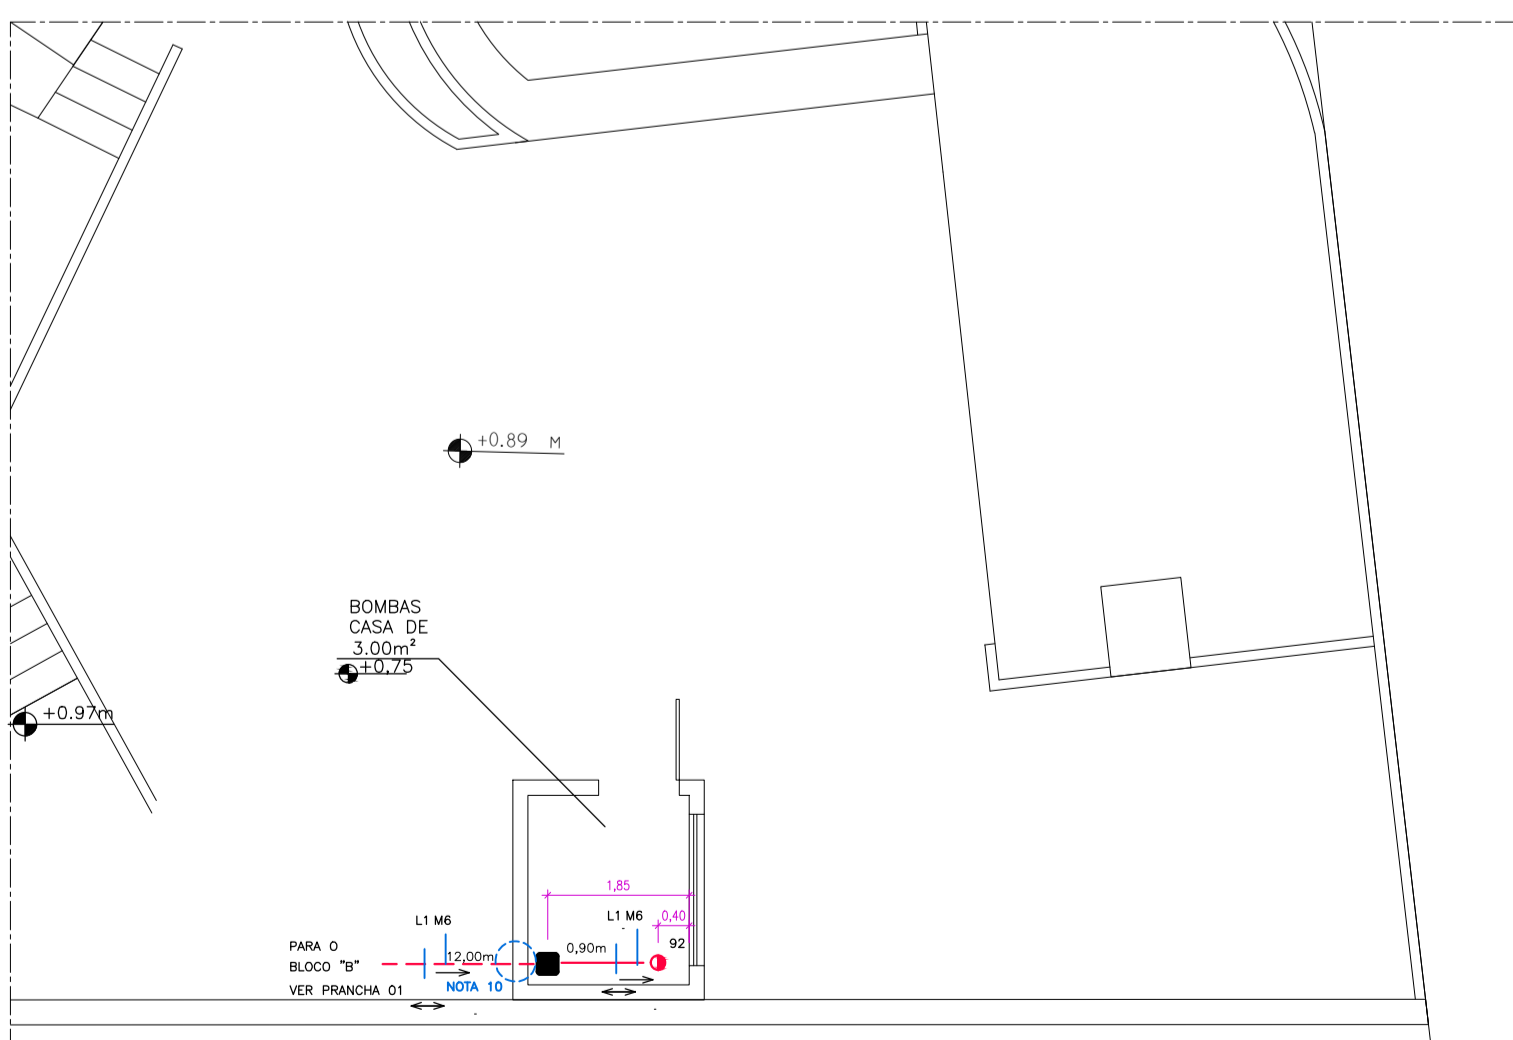 +0.89 M
BOMBAS
CASA DE
3.00m²
+0,75
+0.97m
1,85
L1 M6
L1 M6
0,40
PARA O
BLOCO "B"
VER PRANCHA 01
12,00m
NOTA 10
0,90m
92